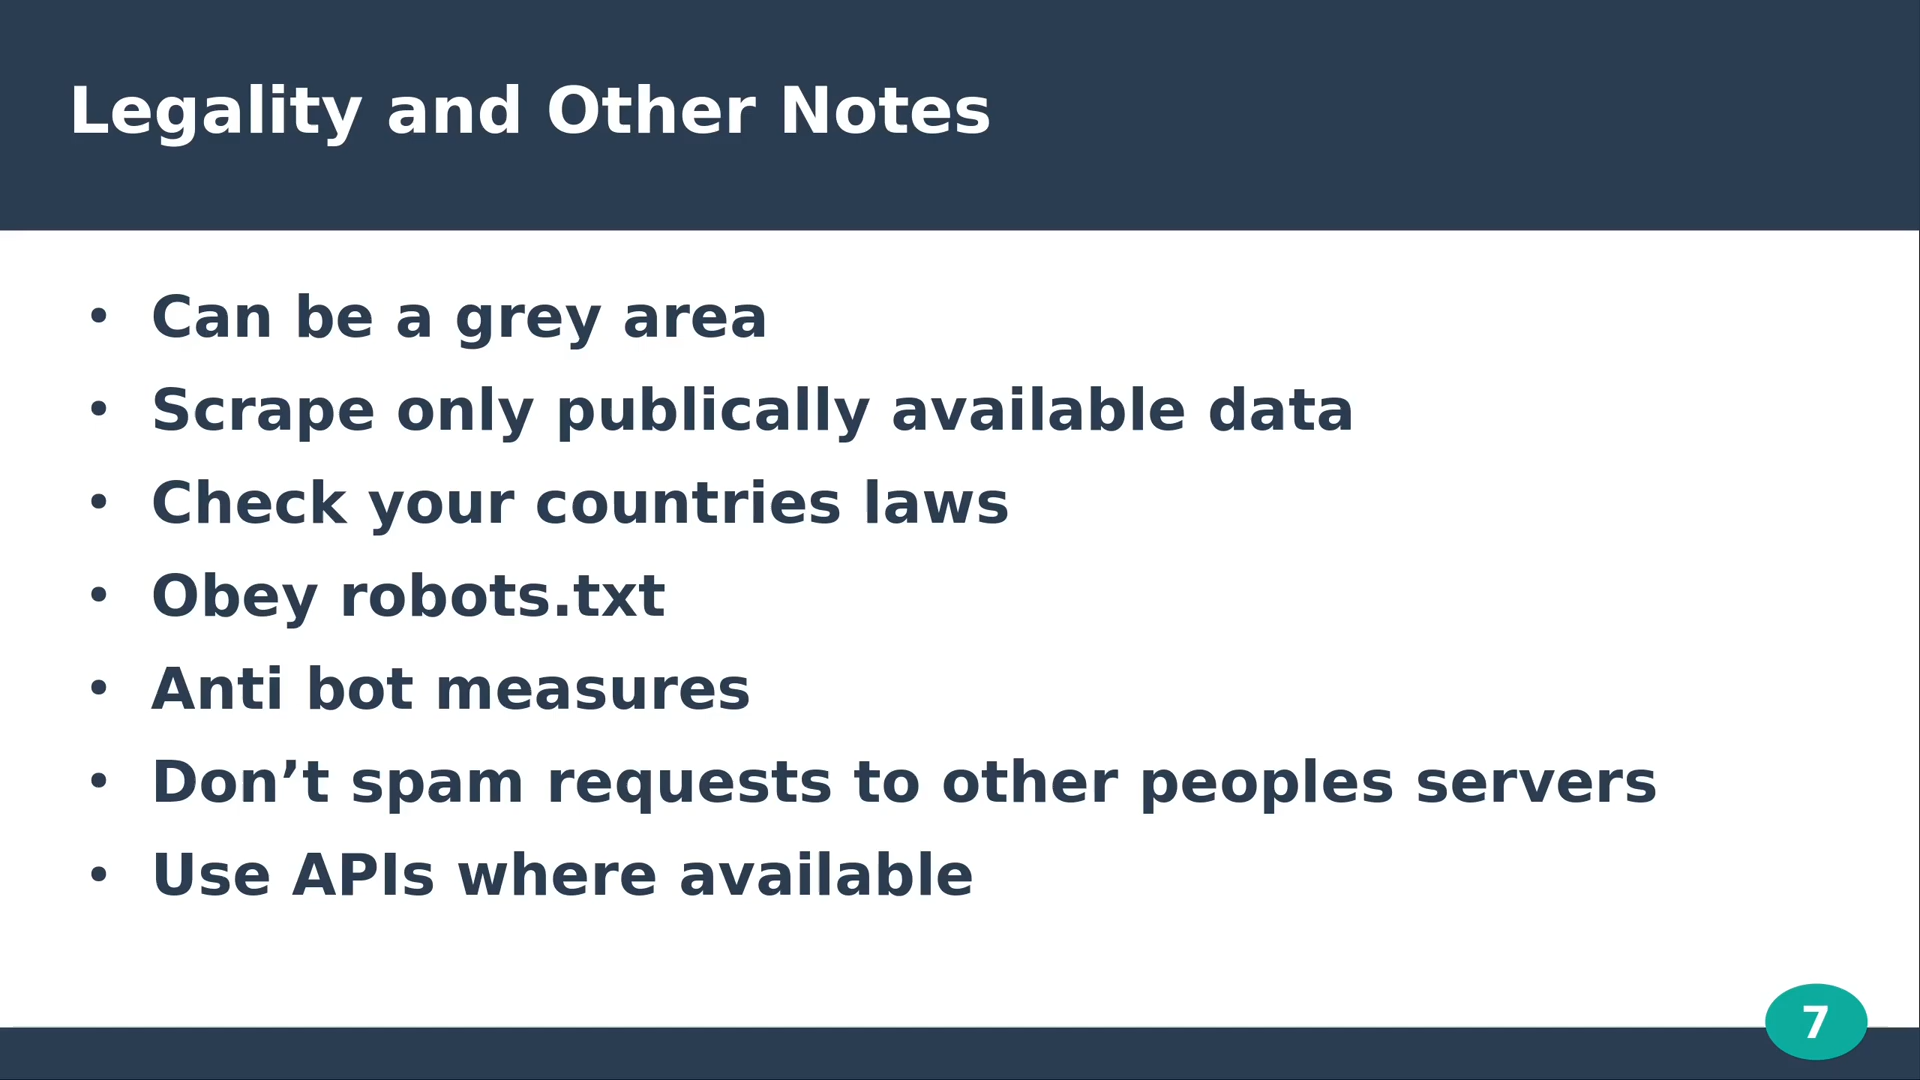 Legality and Other Notes
• Can be a grey area
• Scrape only publically available data
• Check your countries laws
• Obey robots.txt
• Anti bot measures
• Don’t spam requests to other peoples servers
• Use APIs where available
7